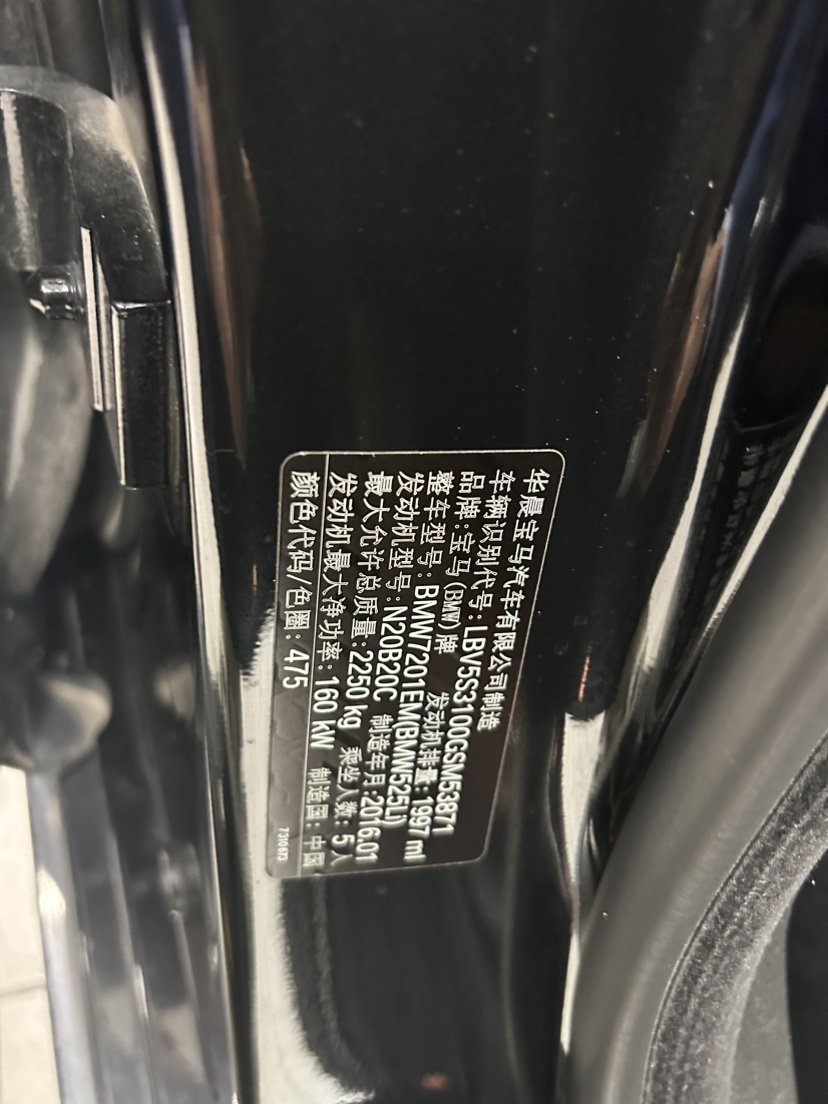 华晨宝马汽车有限公司制造
车辆识别代号：LBV5S3100GSM53871
品牌：宝马(BMW)牌 发动机排量：1997 ml
整车型号：BMW7201EM(BMW525Li)
发动机型号：N20B20C 制造年月：2016.01
最大允许总质量：2250 kg 乘坐人数：5人
发动机最大净功率：160 kW 制造国：中国
颜色代码/色圈：475
7310673